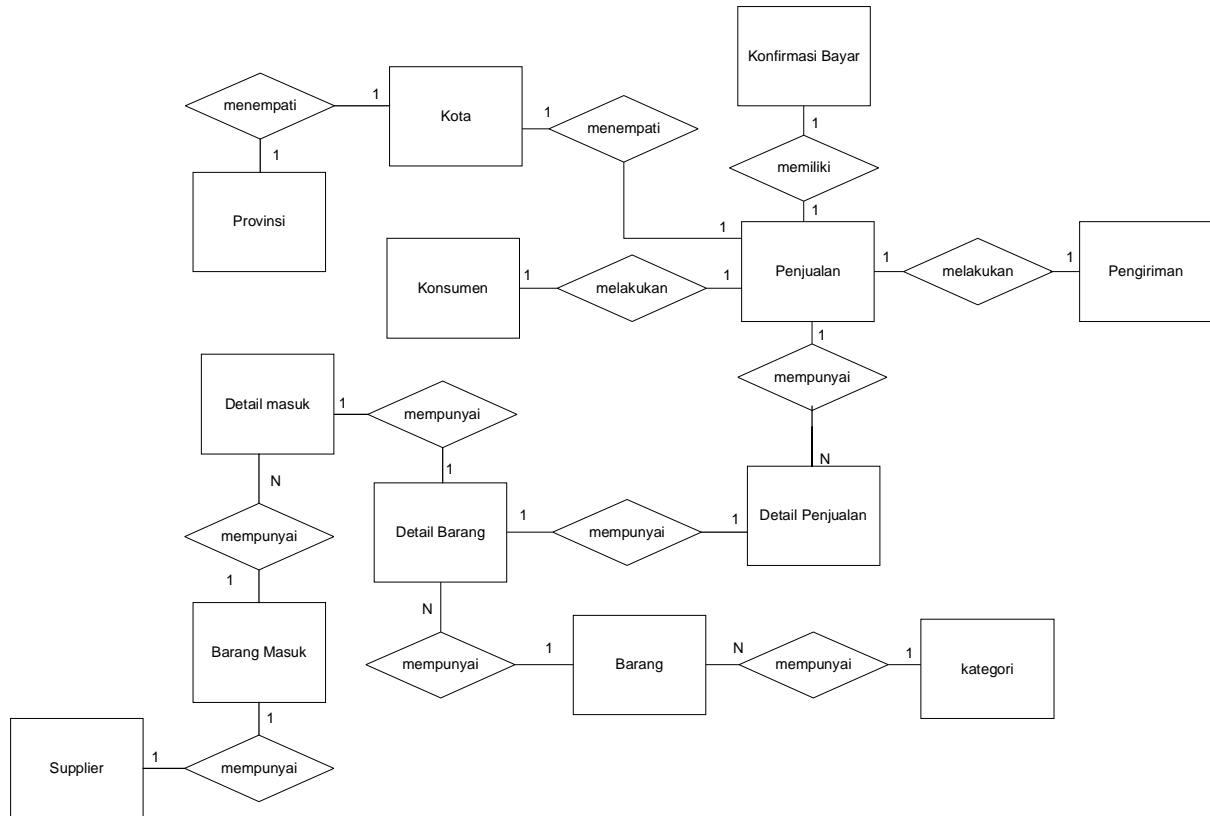 Konfirmasi Bayar
menempati
1
Kota
1
menempati
1
1
memiliki
1
Provinsi
1
Penjualan
1
melakukan
1
Pengiriman
Konsumen
1
melakukan
1
1
mempunyai
Detail masuk
1
mempunyai
1
N
N
Detail Barang
1
mempunyai
1
Detail Penjualan
mempunyai
1
N
Barang Masuk
mempunyai
1
Barang
N
mempunyai
1
kategori
1
Supplier
1
mempunyai